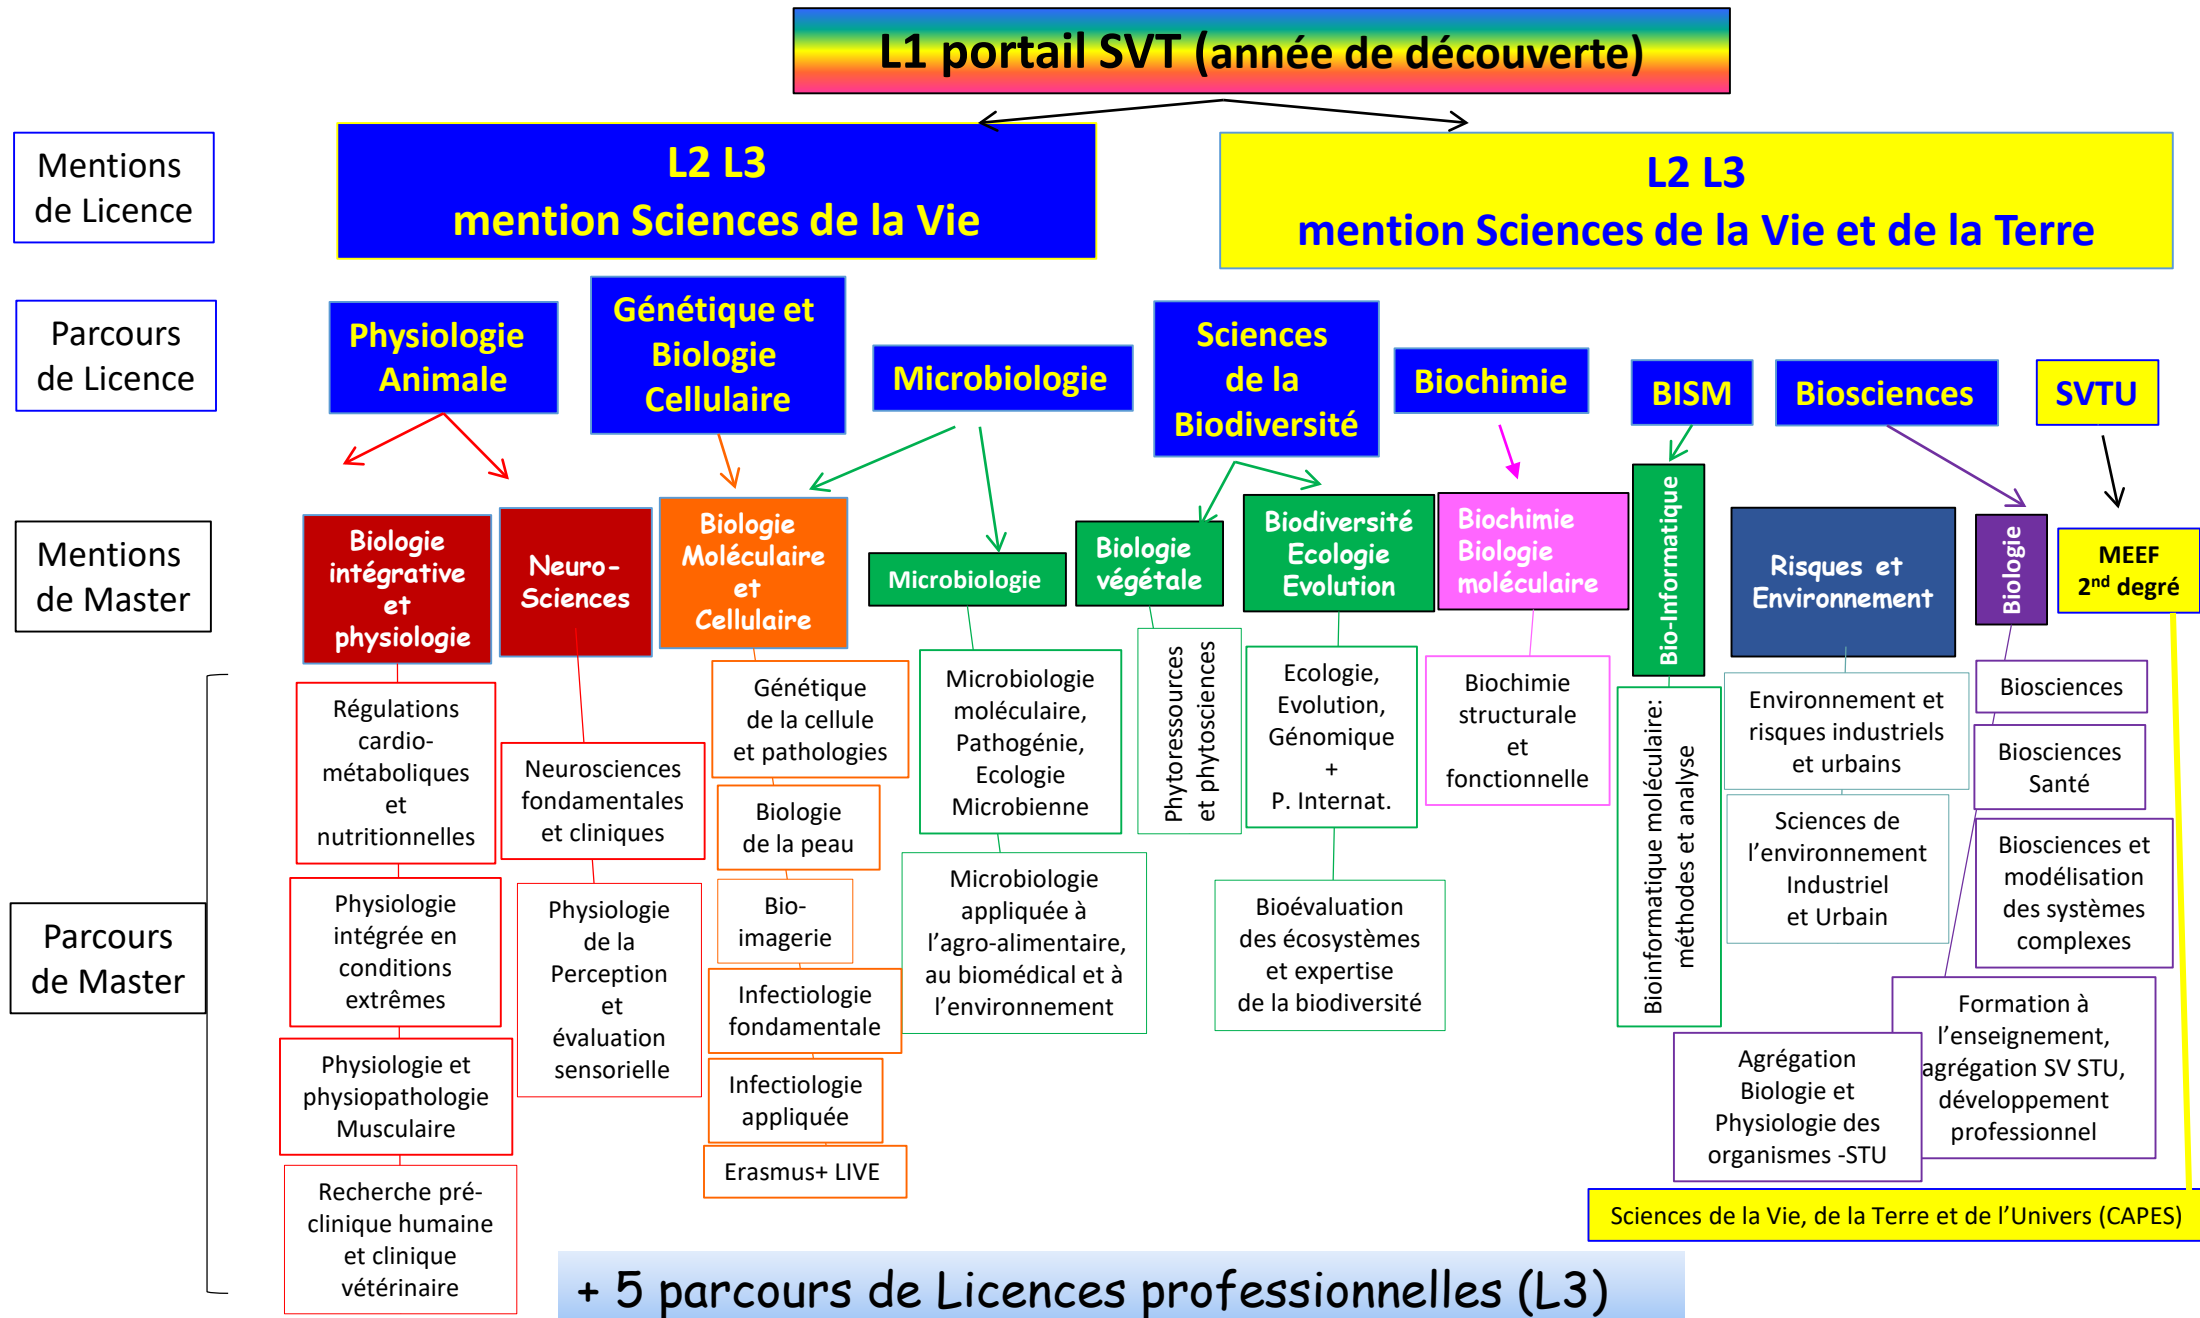 L1 portail SVT (année de découverte)
Mentions
de Licence
L2 L3
mention Sciences de la Vie
L2 L3
mention Sciences de la Vie et de la Terre
Parcours
de Licence
Physiologie
Animale
Génétique et
Biologie
Cellulaire
Microbiologie
Sciences
de la
Biodiversité
Biochimie
BISM
Biosciences
SVTU
Mentions
de Master
Biologie
intégrative
et
physiologie
Neuro-
Sciences
Biologie
Moléculaire
et
Cellulaire
Microbiologie
Biologie
végétale
Biodiversité
Ecologie
Evolution
Biochimie
Biologie
moléculaire
Bio-Informatique
Risques et
Environnement
Biologie
MEEF
2nd degré
Parcours
de Master
Régulations
cardio-
métaboliques
et
nutritionnelles
Physiologie
intégrée en
conditions
extrêmes
Physiologie et
physiopathologie
Musculaire
Recherche pré-
clinique humaine
et clinique
vétérinaire
Neurosciences
fondamentales
et cliniques
Physiologie
de la
Perception
et
évaluation
sensorielle
Génétique
de la cellule
et pathologies
Biologie
de la peau
Bio-
imagerie
Infectiologie
fondamentale
Infectiologie
appliquée
Erasmus+ LIVE
Microbiologie
moléculaire,
Pathogénie,
Ecologie
Microbienne
Microbiologie
appliquée à
l’agro-alimentaire,
au biomédical et à
l’environnement
Phytoressources
et phytosciences
Ecologie,
Evolution,
Génomique
+
P. Internat.
Bioévaluation
des écosystèmes
et expertise
de la biodiversité
Biochimie
structurale
et
fonctionnelle
Bioinformatique moléculaire:
méthodes et analyse
Environnement et
risques industriels
et urbains
Sciences de
l’environnement
Industriel
et Urbain
Biosciences
Biosciences
Santé
Biosciences et
modélisation
des systèmes
complexes
Formation à
l’enseignement,
agrégation SV STU,
développement
professionnel
Agrégation
Biologie et
Physiologie des
organismes -STU
Sciences de la Vie, de la Terre et de l’Univers (CAPES)
+ 5 parcours de Licences professionnelles (L3)